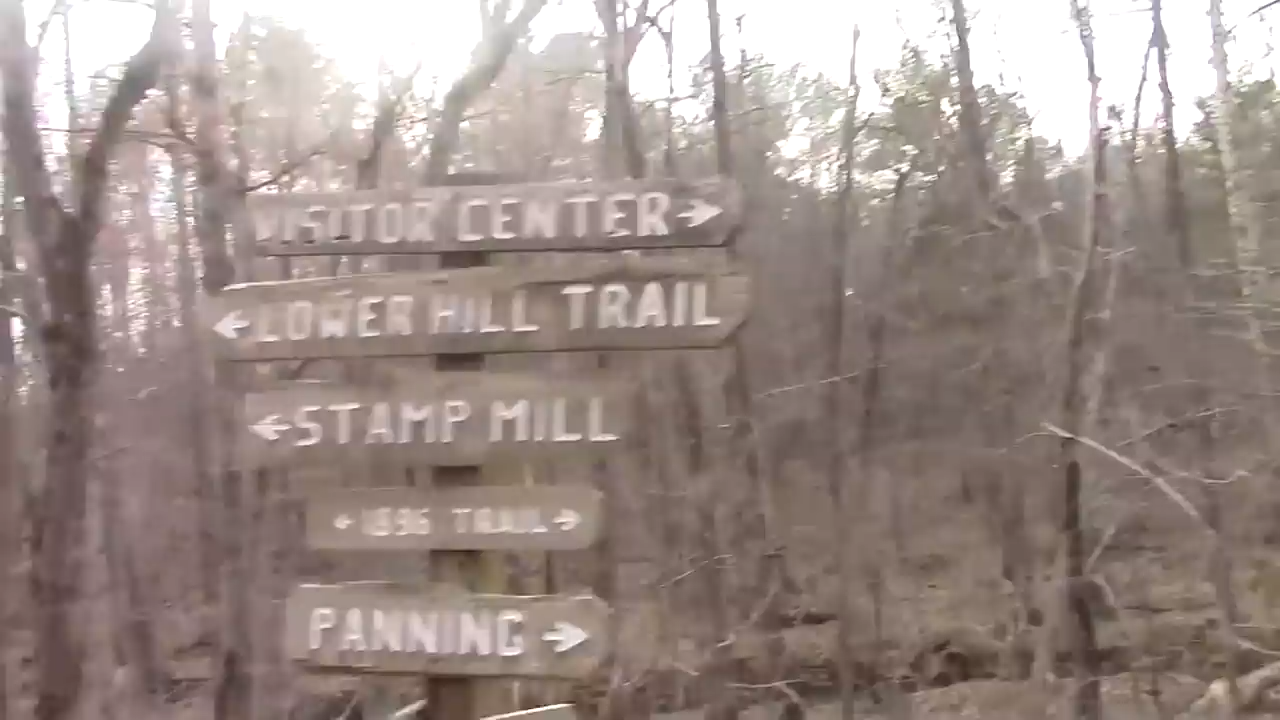 VISITOR CENTER →
← LOWER HILL TRAIL
← STAMP MILL
← 1896 TRAIL →
PANNING →